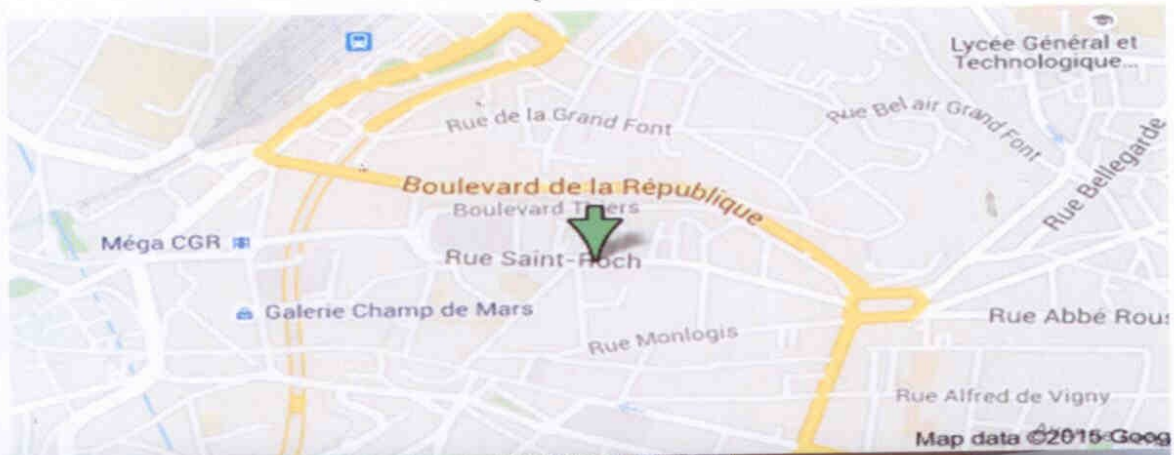 Lycée Général et
Technologique...
Rue de la Grand Font
Rue Bel air Grand Font
Rue Bellegarde
Boulevard de la République
Boulevard Thiers
Méga CGR
Rue Saint-Roch
Galerie Champ de Mars
Rue Abbé Rous
Rue Monlogis
Rue Alfred de Vigny
Map data ©2015 Goog